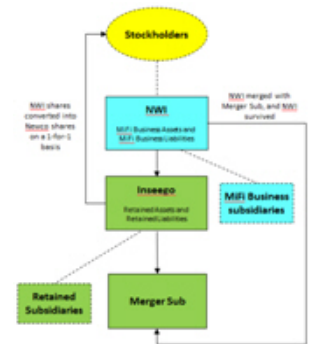 Stockholders
NWI shares
converted into
Newco shares
on a 1-for-1
basis
NWI merged with
Merger Sub, and NWI
survived
NWI
MiFi Business Assets and
MiFi Business Liabilities
Inseego
Retained Assets and
Retained Liabilities
MiFi Business
subsidiaries
Retained
Subsidiaries
Merger Sub